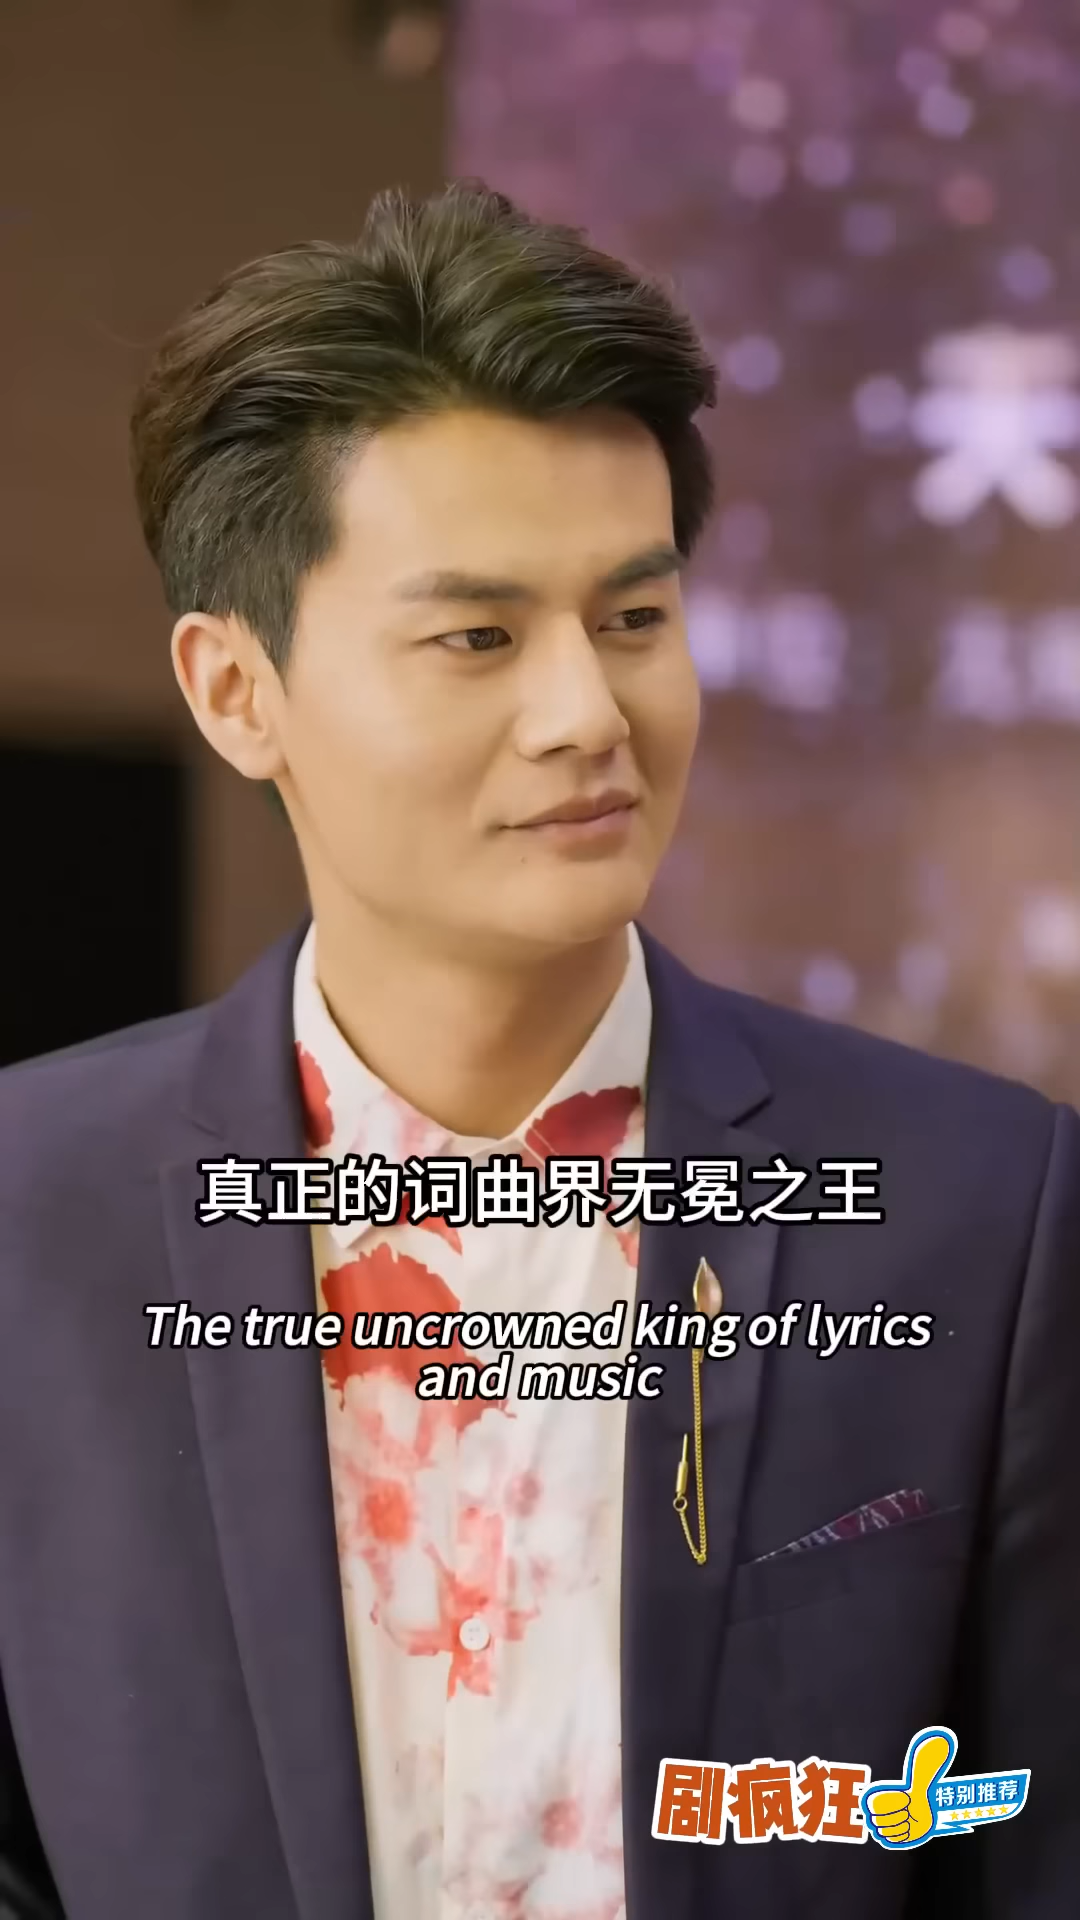 真正的词曲界无冕之王
The true uncrowned king of lyrics
and music
剧疯狂
特别推荐